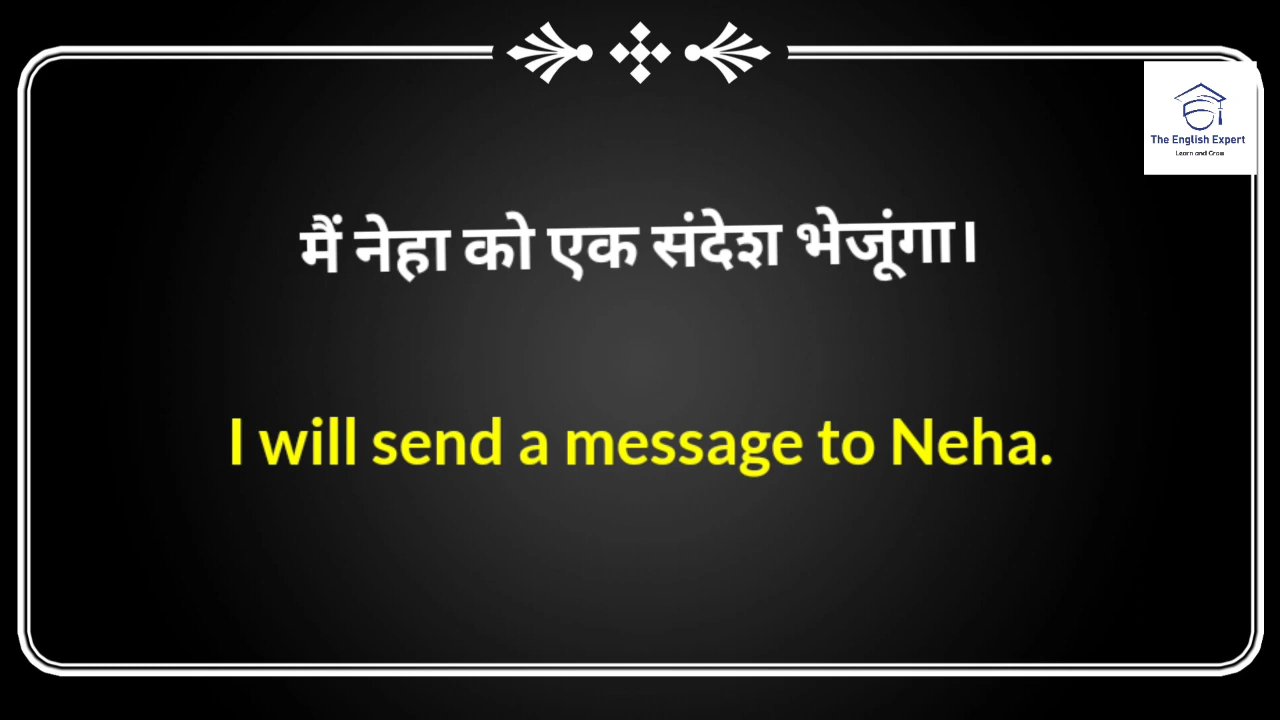 The English Expert
Learn and Grow
मैं नेहा को एक संदेश भेजूंगा।
I will send a message to Neha.